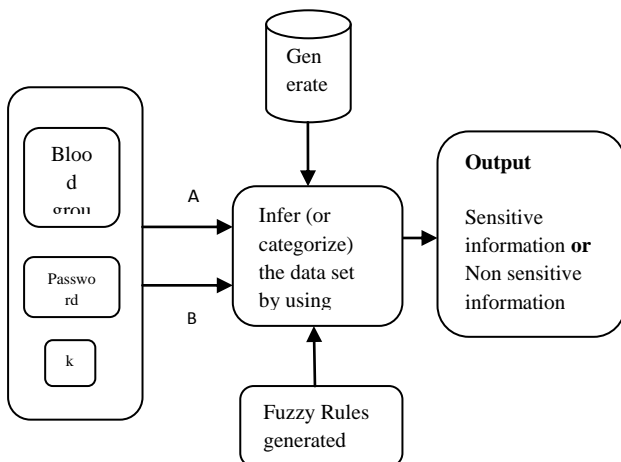 Bloo
d
grou
Passwo
rd
k
A
B
Gen
erate
Infer (or
categorize)
the data set
by using
Fuzzy Rules
generated
Output
Sensitive
information or
Non sensitive
information